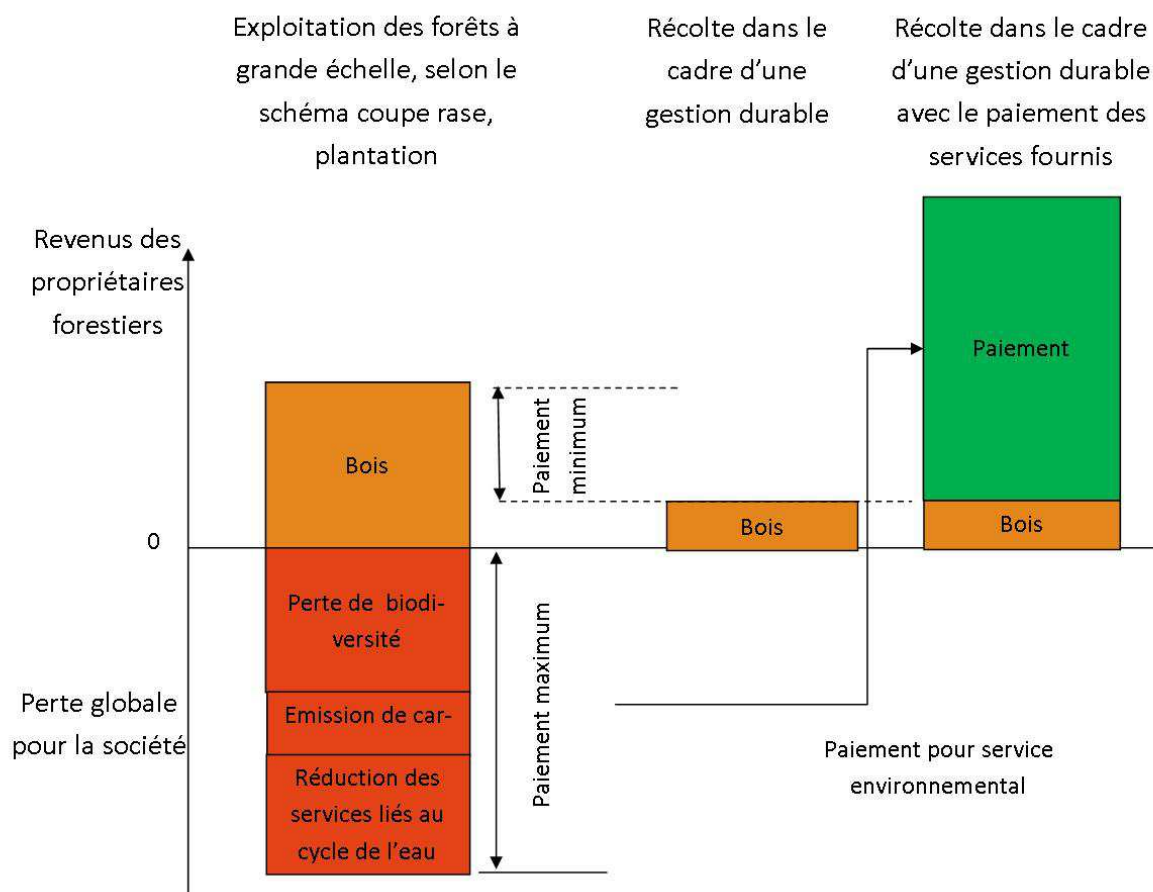 Exploitation des forêts à
grande échelle, selon le
schéma coupe rase,
plantation
Récolte dans le
cadre d’une
gestion durable
Récolte dans le cadre
d’une gestion durable
avec le paiement des
services fournis
Revenus des
propriétaires
forestiers
Bois
Paiement
minimum
Bois
Paiement
Bois
0
Perte de biodi-
versité
Emission de car-
Réduction des
services liés au
cycle de l’eau
Paiement maximum
Perte globale
pour la société
Paiement pour service
environnemental